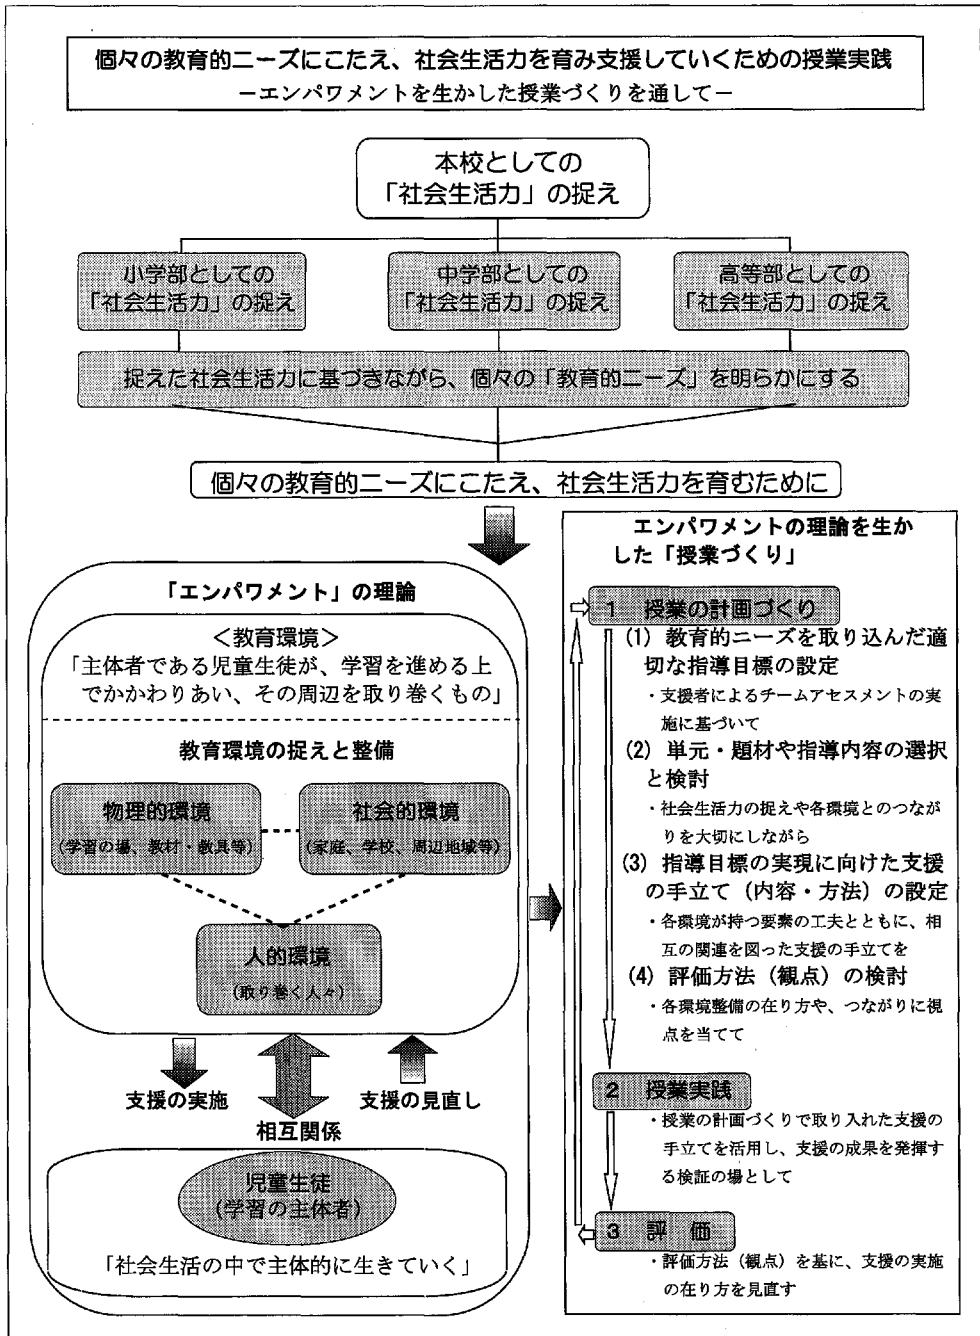 個々の教育的ニーズにこたえ、社会生活力を育み支援していくための授業実践
－エンパワメントを生かした授業づくりを通して－
本校としての
「社会生活力」の捉え
小学部としての
「社会生活力」の捉え
中学部としての
「社会生活力」の捉え
高等部としての
「社会生活力」の捉え
捉えた社会生活力に基づきながら、個々の「教育的ニーズ」を明らかにする
個々の教育的ニーズにこたえ、社会生活力を育むために
「エンパワメント」の理論
＜教育環境＞
「主体者である児童生徒が、学習を進める上
でかかわりあい、その周辺を取り巻くもの」
教育環境の捉えと整備
物理的環境
（学習の場、教材・教具等）
社会的環境
（家庭、学校、周辺地域等）
人的環境
（取り巻く人々）
支援の実施
支援の見直し
相互関係
児童生徒
（学習の主体者）
「社会生活の中で主体的に生きていく」
エンパワメントの理論を生か
した「授業づくり」
1　授業の計画づくり
(1) 教育的ニーズを取り込んだ適
切な指導目標の設定
・支援者によるチームアセスメントの実
施に基づいて
(2) 単元・題材や指導内容の選択
と検討
・社会生活力の捉えや各環境とのつなが
りを大切にしながら
(3) 指導目標の実現に向けた支援
の手立て（内容・方法）の設定
・各環境が持つ要素の工夫とともに、相
互の関連を図った支援の手立てを
(4) 評価方法（観点）の検討
・各環境整備の在り方や、つながりに視
点を当てて
2　授業実践
・授業の計画づくりで取り入れた支援の
手立てを活用し、支援の成果を発揮す
る検証の場として
3　評　価
・評価方法（観点）を基に、支援の実施
の在り方を見直す